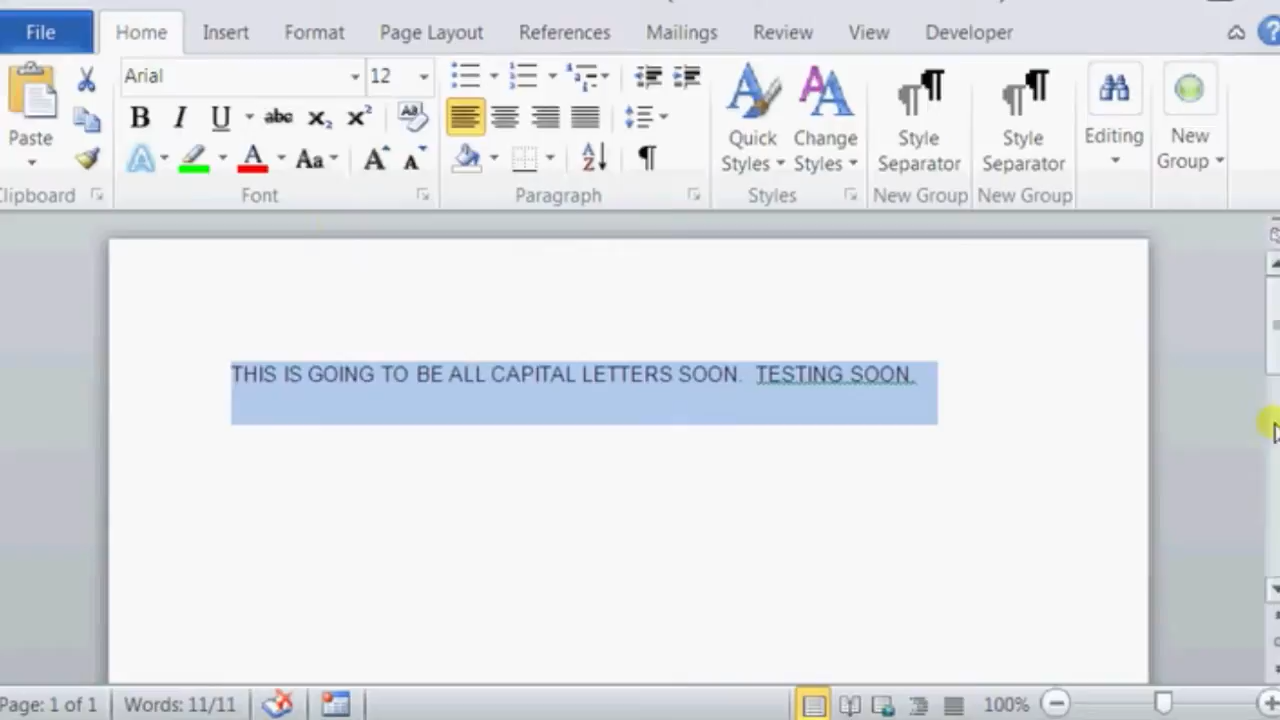 File Home Insert Format Page Layout References Mailings Review View Developer
Arial 12
Paste B I U abc x₂ x² Quick Styles Change Styles Style Separator Style Separator Editing New Group
Aa
Clipboard Font Paragraph Styles New Group New Group
THIS IS GOING TO BE ALL CAPITAL LETTERS SOON. TESTING SOON.
Page: 1 of 1 Words: 11/11 100%